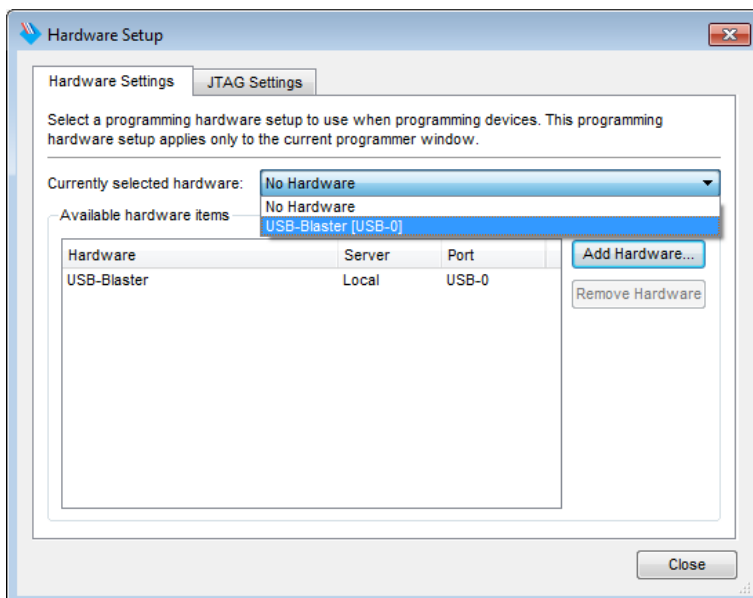 Hardware Setup
Hardware Settings
JTAG Settings
Select a programming hardware setup to use when programming devices. This programming
hardware setup applies only to the current programmer window.
Currently selected hardware:
No Hardware
No Hardware
USB-Blaster [USB-0]
Available hardware items
Hardware Server Port
USB-Blaster Local USB-0
Add Hardware...
Remove Hardware
Close